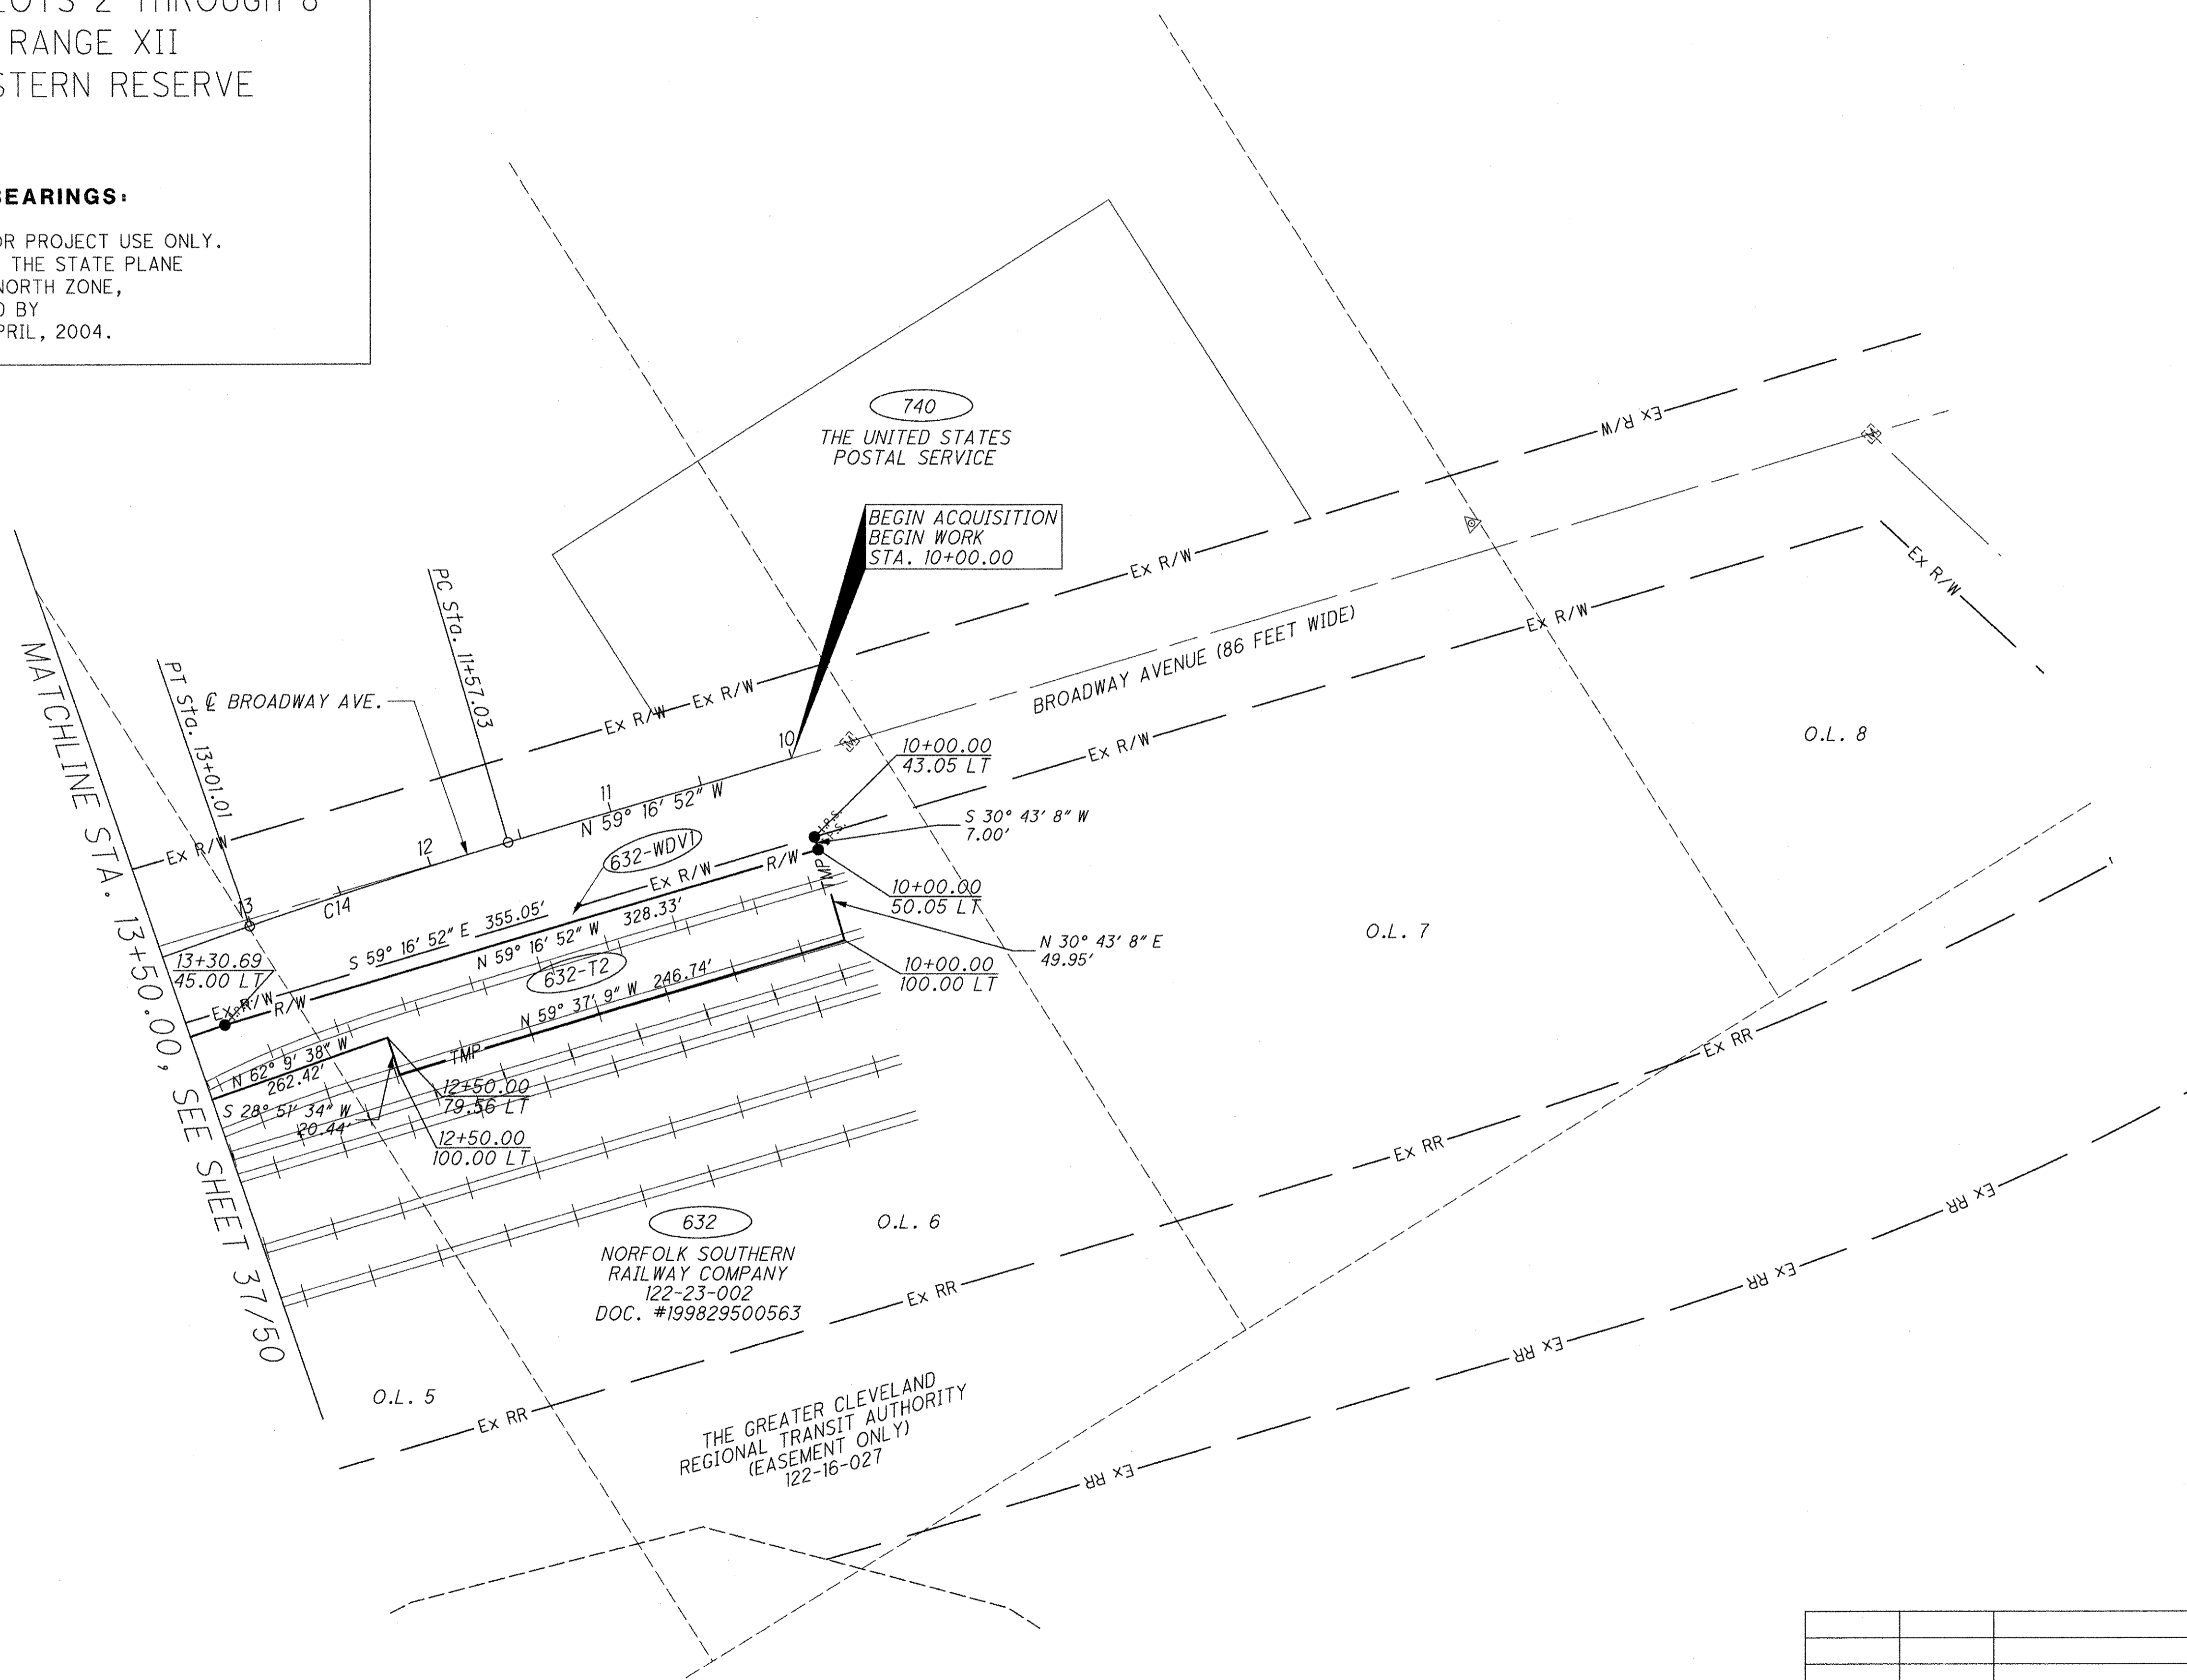 LOTS 2 THROUGH 8
RANGE XII
STERN RESERVE
BEARINGS:
OR PROJECT USE ONLY.
THE STATE PLANE
NORTH ZONE,
D BY
PRIL, 2004.
740
THE UNITED STATES
POSTAL SERVICE
BEGIN ACQUISITION
BEGIN WORK
STA. 10+00.00
Ex R/W
Ex R/W
Ex R/W
Ex R/W
Ex R/W
BROADWAY AVENUE (86 FEET WIDE)
Ex R/W
Ex R/W
Ex R/W
M
M
O.L. 8
O.L. 7
O.L. 6
O.L. 5
MATCHLINE STA. 13+50.00, SEE SHEET 37/50
PT Sta. 13+01.01
PC Sta. 11+57.03
℄ BROADWAY AVE.
10
11
12
13
C14
N 59° 16' 52" W
10+00.00
43.05 LT
I.P.S.
S 30° 43' 8" W
7.00'
632-WDV1
Ex R/W
R/W
TMP
10+00.00
50.05 LT
S 59° 16' 52" E 355.05'
N 59° 16' 52" W 328.33'
N 30° 43' 8" E
49.95'
13+30.69
45.00 LT
632-T2
10+00.00
100.00 LT
Ex R/W
R/W
N 59° 37' 9" W 246.74'
TMP
N 62° 9' 38" W
262.42'
12+50.00
79.56 LT
S 28° 51' 34" W
20.44'
12+50.00
100.00 LT
632
NORFOLK SOUTHERN
RAILWAY COMPANY
122-23-002
DOC. #199829500563
Ex RR
Ex RR
Ex RR
Ex RR
THE GREATER CLEVELAND
REGIONAL TRANSIT AUTHORITY
(EASEMENT ONLY)
122-16-027
Ex RR
Ex RR
Ex RR
Ex RR